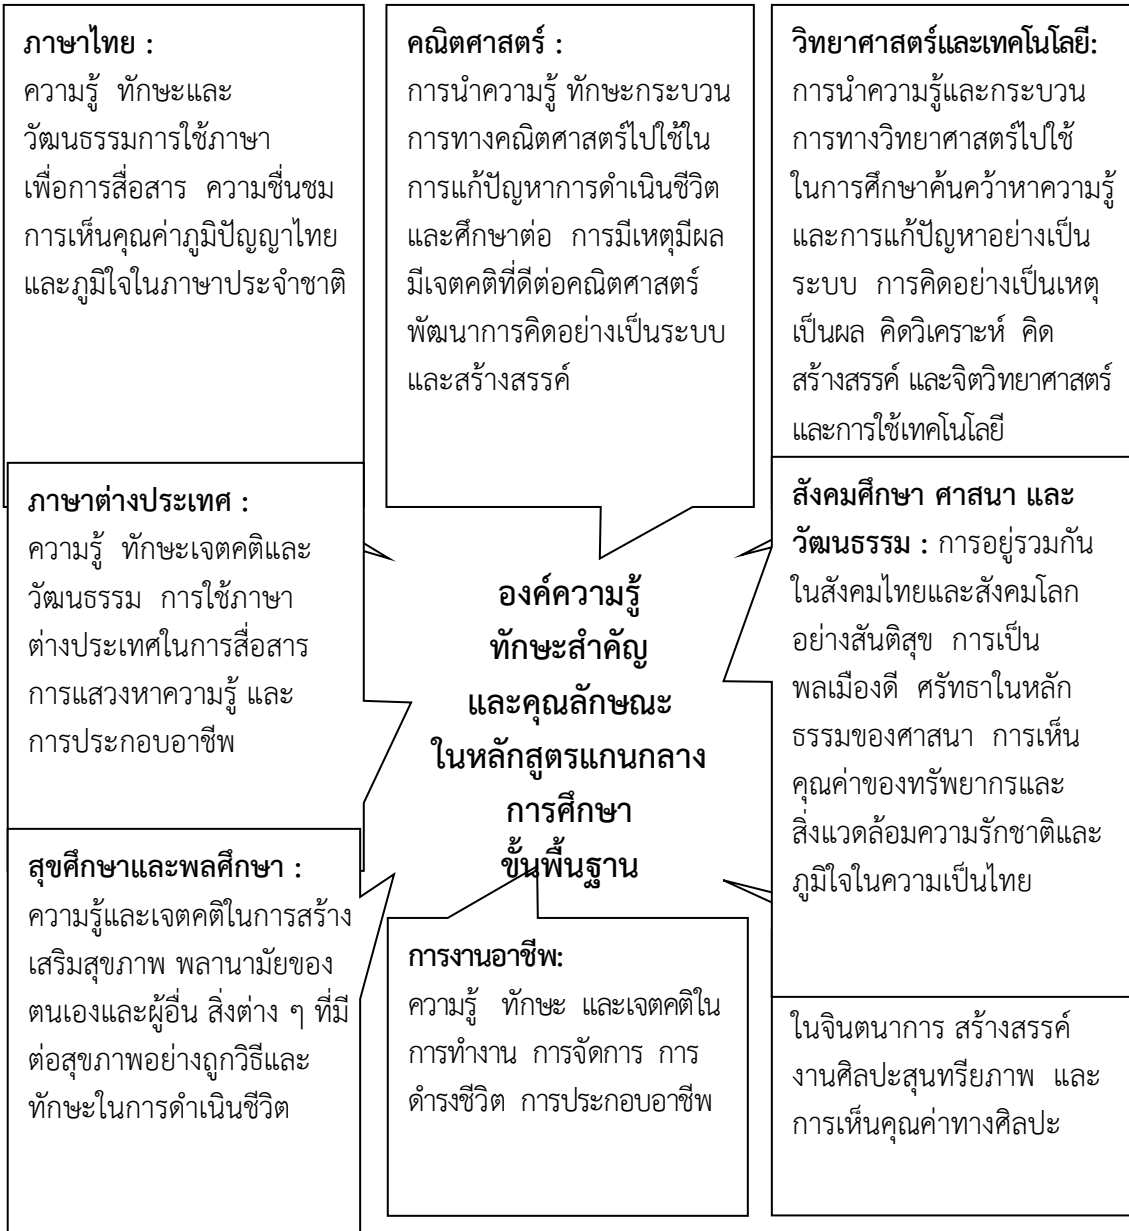 ภาษาไทย :
ความรู้ ทักษะและ
วัฒนธรรมการใช้ภาษา
เพื่อการสื่อสาร ความชื่นชม
การเห็นคุณค่าภูมิปัญญาไทย
และภูมิใจในภาษาประจำชาติ
คณิตศาสตร์ :
การนำความรู้ ทักษะกระบวน
การทางคณิตศาสตร์ไปใช้ใน
การแก้ปัญหาการดำเนินชีวิต
และศึกษาต่อ การมีเหตุมีผล
มีเจตคติที่ดีต่อคณิตศาสตร์
พัฒนาการคิดอย่างเป็นระบบ
และสร้างสรรค์
วิทยาศาสตร์และเทคโนโลยี:
การนำความรู้และกระบวน
การทางวิทยาศาสตร์ไปใช้
ในการศึกษาค้นคว้าหาความรู้
และการแก้ปัญหาอย่างเป็น
ระบบ การคิดอย่างเป็นเหตุ
เป็นผล คิดวิเคราะห์ คิด
สร้างสรรค์ และจิตวิทยาศาสตร์
และการใช้เทคโนโลยี
ภาษาต่างประเทศ :
ความรู้ ทักษะเจตคติและ
วัฒนธรรม การใช้ภาษา
ต่างประเทศในการสื่อสาร
การแสวงหาความรู้ และ
การประกอบอาชีพ
องค์ความรู้
ทักษะสำคัญ
และคุณลักษณะ
ในหลักสูตรแกนกลาง
การศึกษา
ขั้นพื้นฐาน
สังคมศึกษา ศาสนา และ
วัฒนธรรม : การอยู่รวมกัน
ในสังคมไทยและสังคมโลก
อย่างสันติสุข การเป็น
พลเมืองดี ศรัทธาในหลัก
ธรรมของศาสนา การเห็น
คุณค่าของทรัพยากรและ
สิ่งแวดล้อมความรักชาติและ
ภูมิใจในความเป็นไทย
สุขศึกษาและพลศึกษา :
ความรู้และเจตคติในการสร้าง
เสริมสุขภาพ พลานามัยของ
ตนเองและผู้อื่น สิ่งต่าง ๆ ที่มี
ต่อสุขภาพอย่างถูกวิธีและ
ทักษะในการดำเนินชีวิต
การงานอาชีพ:
ความรู้ ทักษะ และเจตคติใน
การทำงาน การจัดการ การ
ดำรงชีวิต การประกอบอาชีพ
ในจินตนาการ สร้างสรรค์
งานศิลปะสุนทรียภาพ และ
การเห็นคุณค่าทางศิลปะ